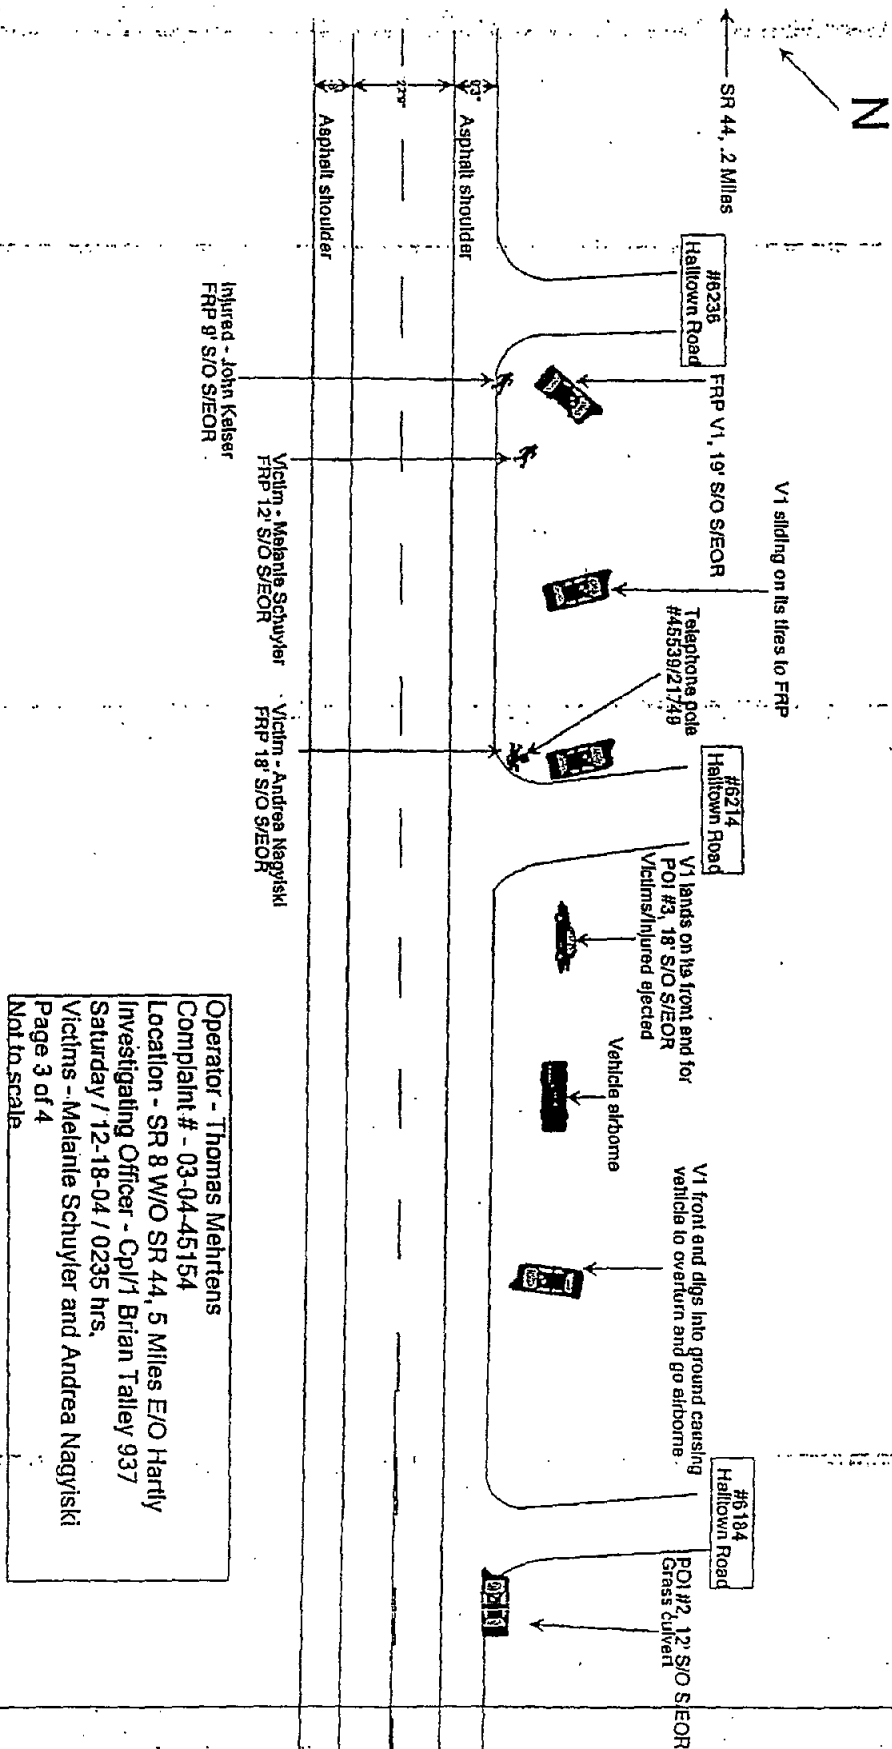 N
SR 44, .2 Miles
#6236
Halltown Road
FRP V1, 19' S/O S/EOR
V1 sliding on its tires to FRP
Telephone pole
#45539/21749
#6214
Halltown Road
V1 lands on its front end for
POI #3, 18' S/O S/EOR
Victims/Injured ejected
Vehicle airborne
V1 front end digs into ground causing
vehicle to overturn and go airborne
#6184
Halltown Road
POI #2, 12' S/O S/EOR
Grass culvert
9'3"
22'9"
8'
Asphalt shoulder
Asphalt shoulder
Injured - John Kelser
FRP 9' S/O S/EOR
Victim - Melanie Schuyler
FRP 12' S/O S/EOR
Victim - Andrea Nagyiski
FRP 18' S/O S/EOR
Operator - Thomas Mehrtens
Complaint # - 03-04-45154
Location - SR 8 W/O SR 44, 5 Miles E/O Hartly
Investigating Officer - Cpl/1 Brian Talley 937
Saturday / 12-18-04 / 0235 hrs.
Victims - Melanie Schuyler and Andrea Nagyiski
Page 3 of 4
Not to scale